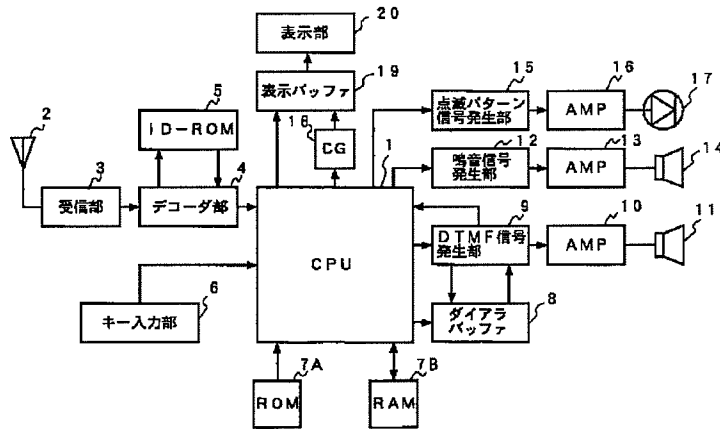 20
表示部
19
表示バッファ
18
CG
1
15
点滅パターン
信号発生部
16
AMP
17
5
ID-ROM
2
3
受信部
4
デコーダ部
12
鳴音信号
発生部
13
AMP
14
CPU
9
DTMF信号
発生部
10
AMP
11
6
キー入力部
8
ダイアラ
バッファ
7A
ROM
7B
RAM